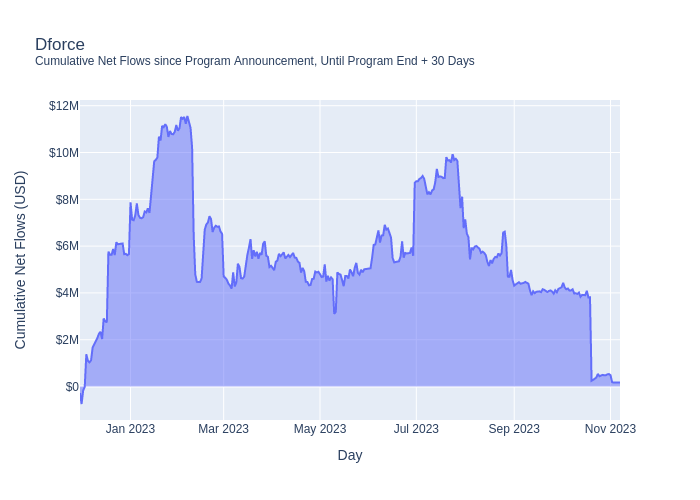 Dforce
Cumulative Net Flows since Program Announcement, Until Program End + 30 Days
Cumulative Net Flows (USD)
$12M
$10M
$8M
$6M
$4M
$2M
$0
Jan 2023
Mar 2023
May 2023
Jul 2023
Sep 2023
Nov 2023
Day